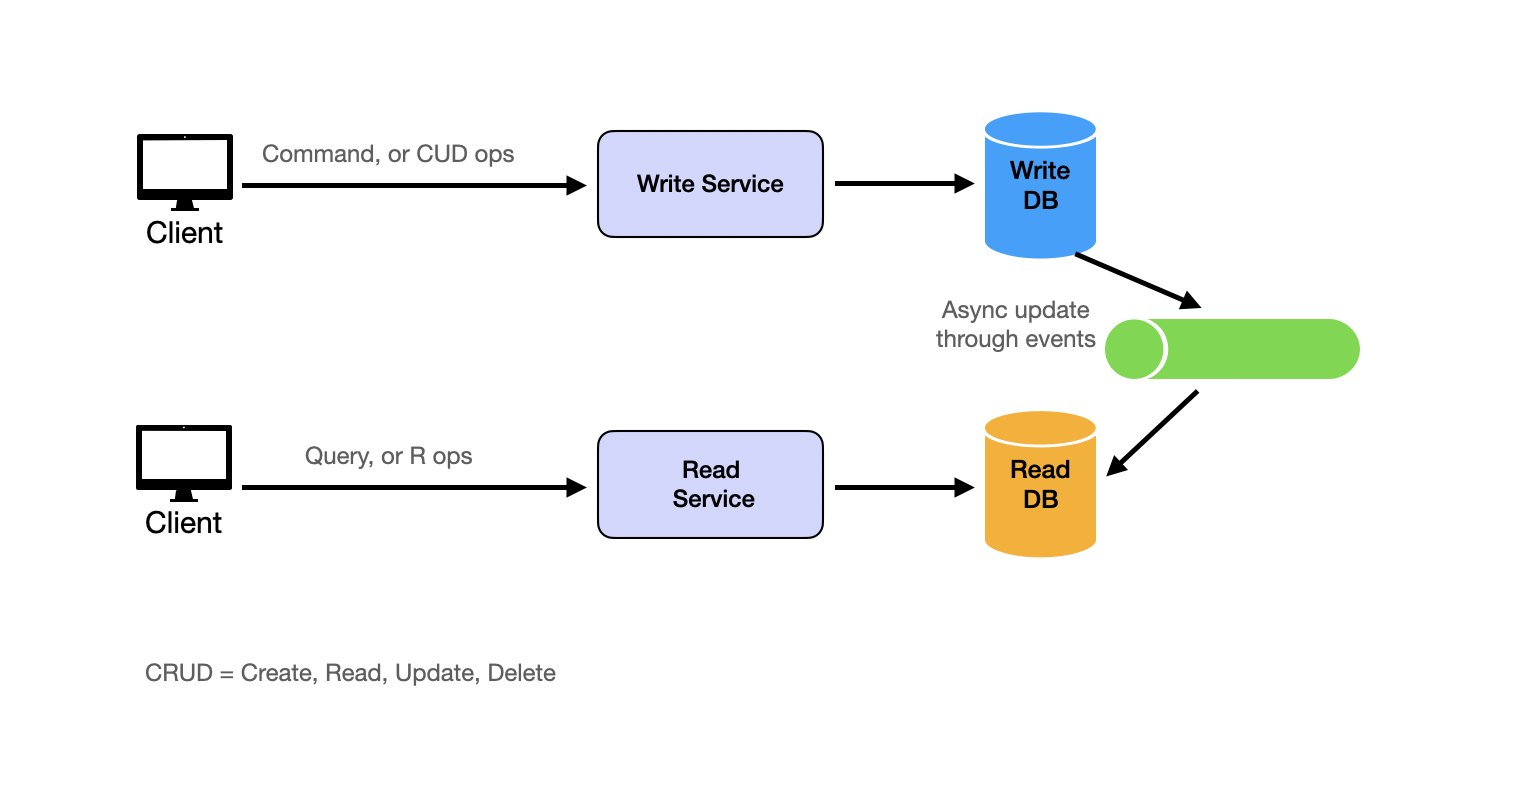 Command, or CUD ops
Write Service
Write
DB
Client
Async update
through events
Query, or R ops
Read
Service
Read
DB
Client
CRUD = Create, Read, Update, Delete